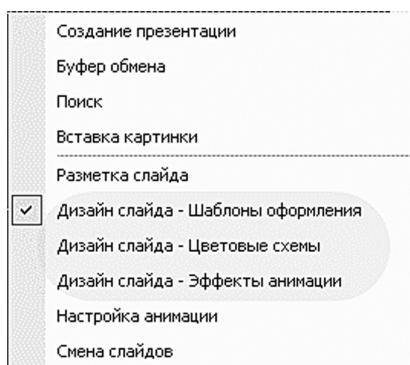 Создание презентации
Буфер обмена
Поиск
Вставка картинки
Разметка слайда
Дизайн слайда - Шаблоны оформления
Дизайн слайда - Цветовые схемы
Дизайн слайда - Эффекты анимации
Настройка анимации
Смена слайдов